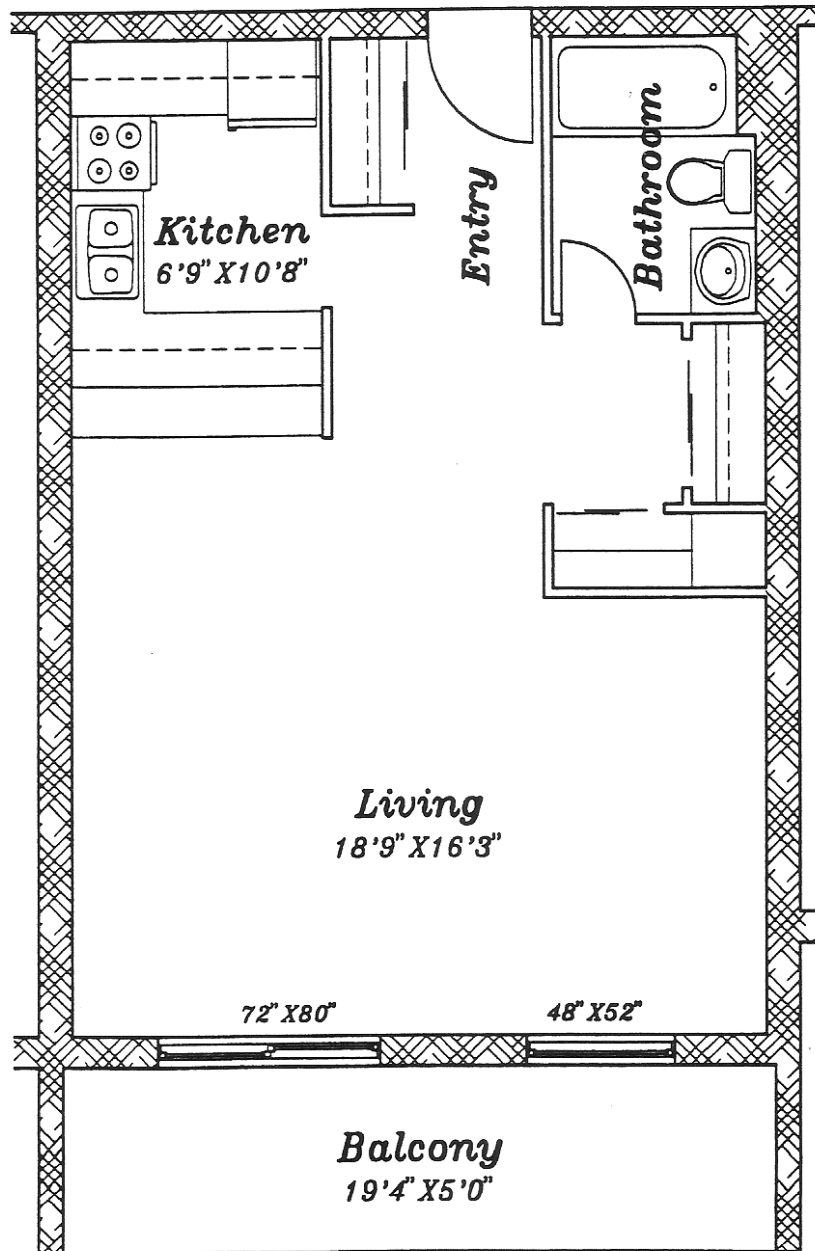 Kitchen
6'9" X10'8"
Entry
Bathroom
Living
18'9" X16'3"
72" X80"
48" X52"
Balcony
19'4" X5'0"